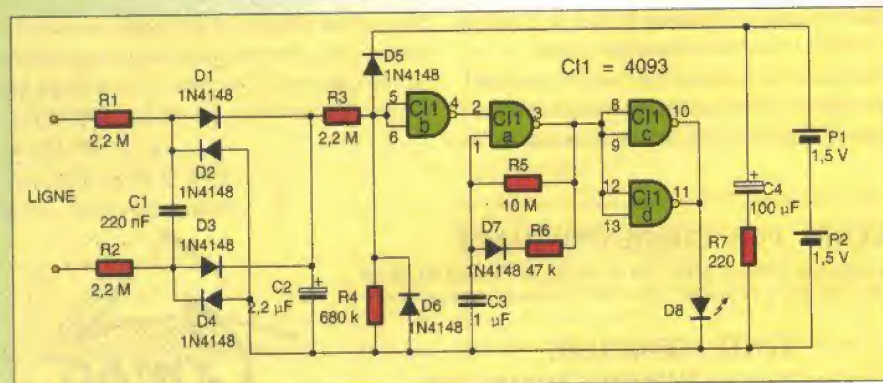 D5
1N4148
CI1 = 4093
R1
2,2 M
D1
1N4148
R3
2,2 M
5
6
CI1
b
4
2
1
CI1
a
3
8
9
CI1
c
10
D2
1N4148
LIGNE
C1
220 nF
R5
10 M
12
13
CI1
d
11
P1
1,5 V
C4
100 µF
+
D3
1N4148
D7
1N4148
R6
47 k
R7
220
P2
1,5 V
R2
2,2 M
C2
2,2 µF
+
R4
680 k
D6
1N4148
C3
1 µF
D8
D4
1N4148